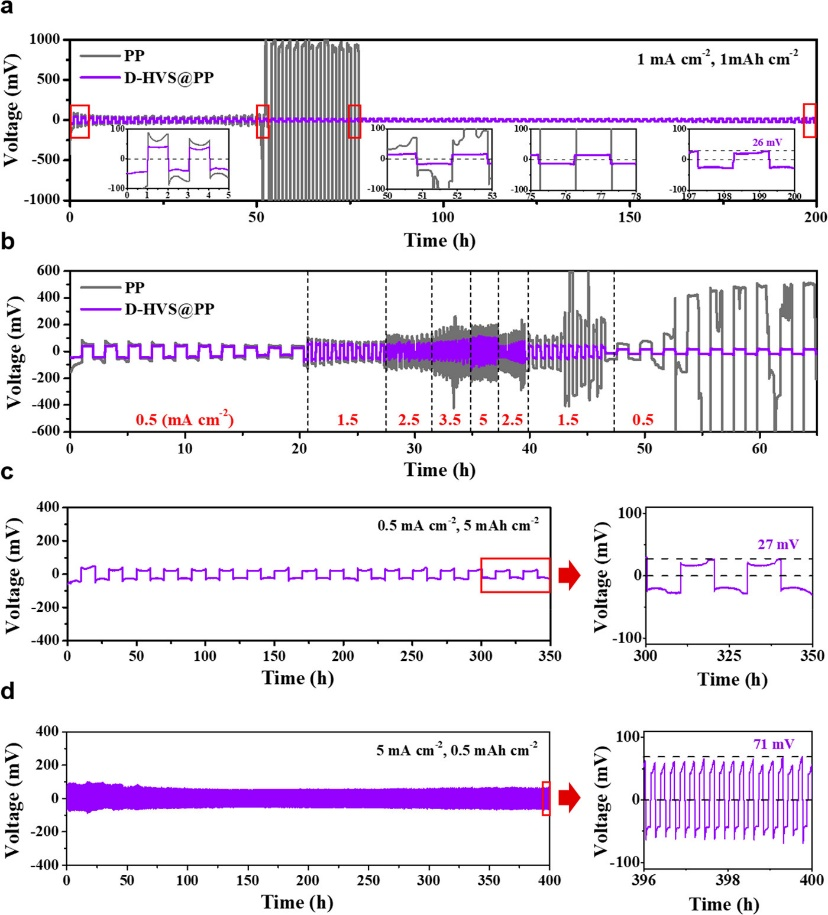 a
1000
500
0
-500
-1000
Voltage (mV)
PP
D-HVS@PP
1 mA cm-2, 1mAh cm-2
100
0
-100
0 1 2 3 4 5
100
0
-100
50 51 52 53
100
0
-100
75 76 77 78
100
0
-100
26 mV
197 198 199 200
0 50 100 150 200
Time (h)
b
600
400
200
0
-200
-400
-600
Voltage (mV)
PP
D-HVS@PP
0.5 (mA cm-2) 1.5 2.5 3.5 5 2.5 1.5 0.5
0 10 20 30 40 50 60
Time (h)
c
400
200
0
-200
-400
Voltage (mV)
0.5 mA cm-2, 5 mAh cm-2
0 50 100 150 200 250 300 350
Time (h)
100
0
-100
Voltage (mV)
27 mV
300 325 350
Time (h)
d
400
200
0
-200
-400
Voltage (mV)
5 mA cm-2, 0.5 mAh cm-2
0 50 100 150 200 250 300 350 400
Time (h)
100
0
-100
Voltage (mV)
71 mV
396 398 400
Time (h)